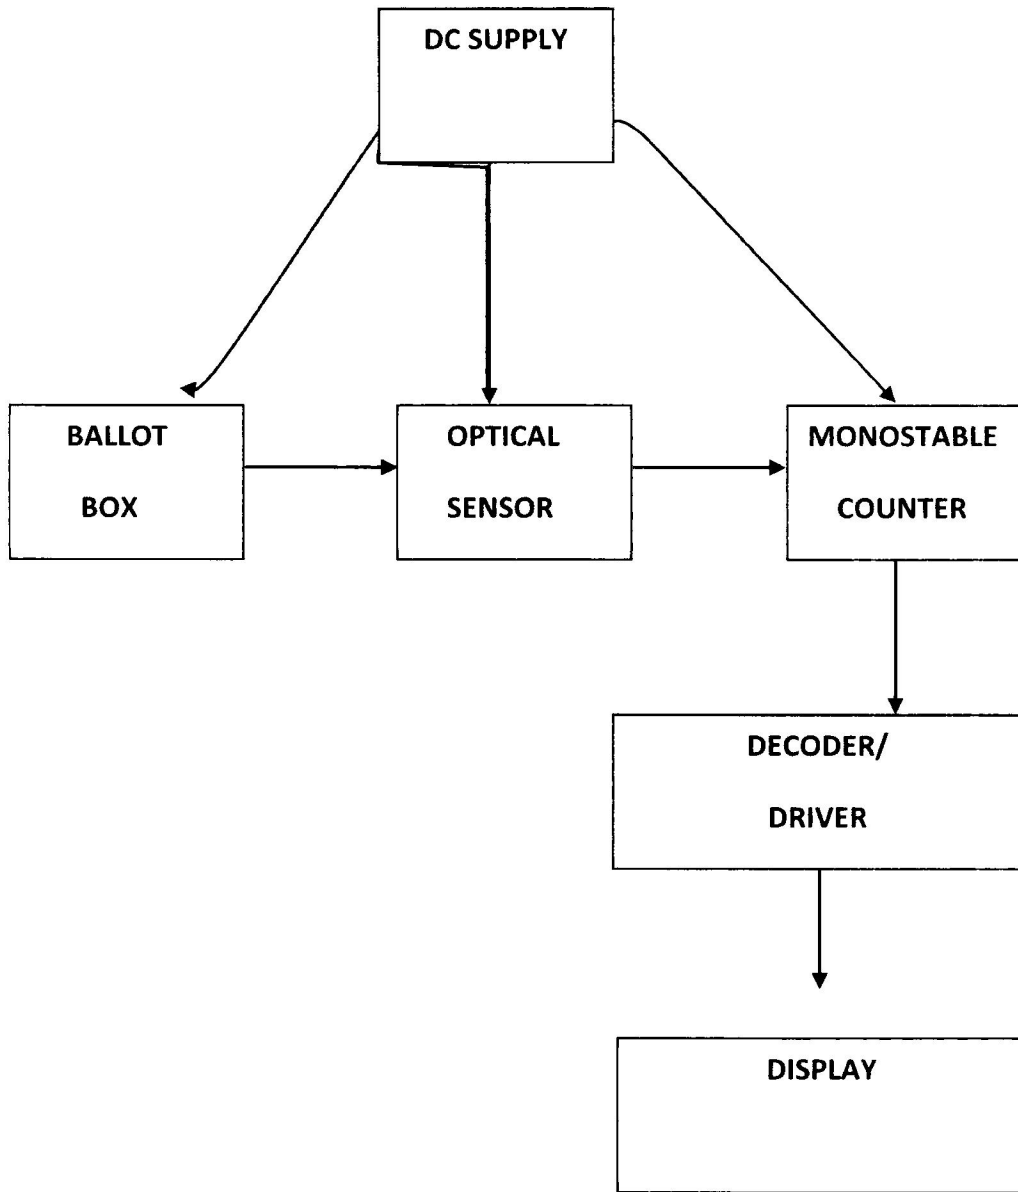 DC SUPPLY
BALLOT
BOX
OPTICAL
SENSOR
MONOSTABLE
COUNTER
DECODER/
DRIVER
DISPLAY